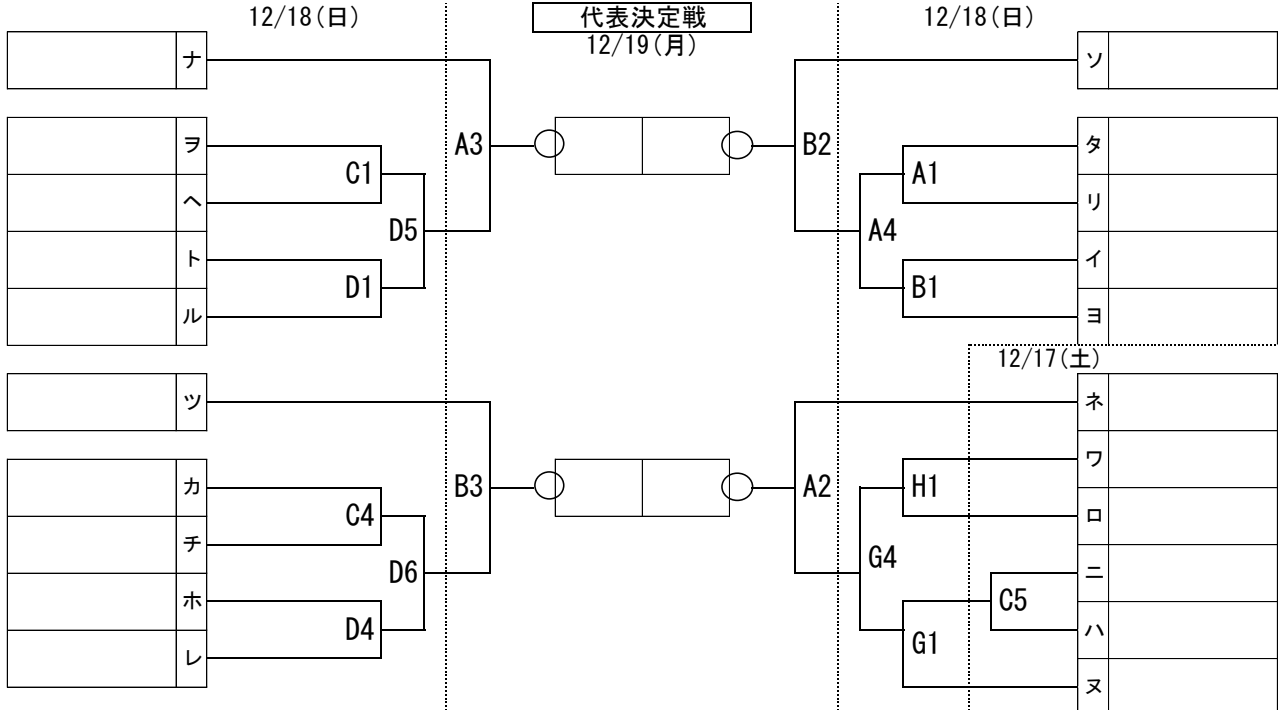 12/18(日)
代表決定戦
12/19(月)
12/18(日)
ナ
ソ
A3
B2
ヲ
C1
ヘ
D5
ト
D1
ル
タ
A1
リ
A4
イ
B1
ヨ
12/17(土)
ツ
ネ
B3
A2
カ
C4
チ
D6
ホ
D4
レ
ワ
H1
ロ
G4
ニ
C5
ハ
G1
ヌ